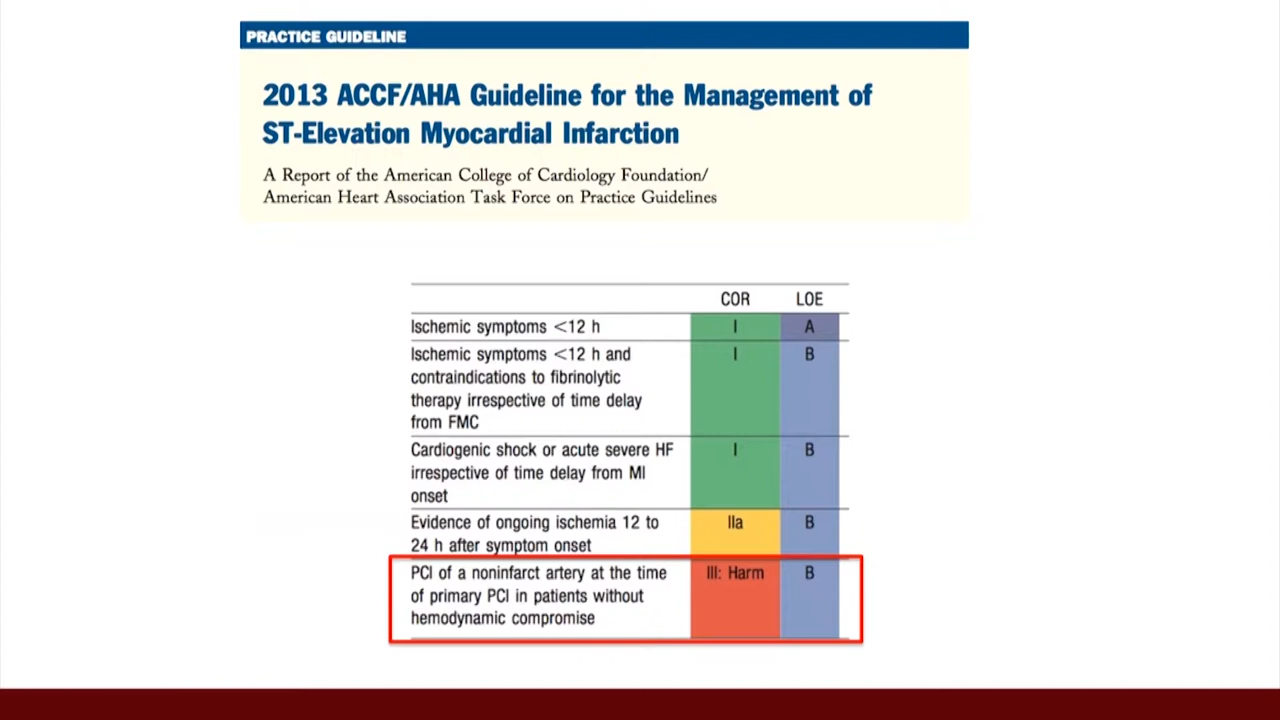 PRACTICE GUIDELINE
2013 ACCF/AHA Guideline for the Management of
ST-Elevation Myocardial Infarction
A Report of the American College of Cardiology Foundation/
American Heart Association Task Force on Practice Guidelines
COR LOE
Ischemic symptoms <12 h I A
Ischemic symptoms <12 h and I B
contraindications to fibrinolytic
therapy irrespective of time delay
from FMC
Cardiogenic shock or acute severe HF I B
irrespective of time delay from MI
onset
Evidence of ongoing ischemia 12 to IIa B
24 h after symptom onset
PCI of a noninfarct artery at the time III: Harm B
of primary PCI in patients without
hemodynamic compromise